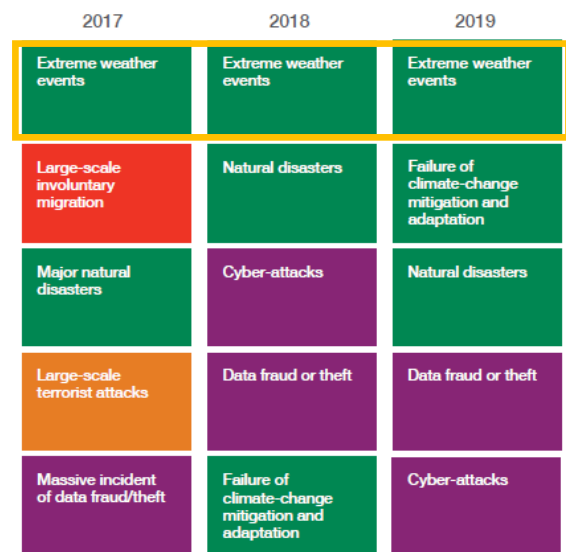 2017 2018 2019
Extreme weather
events
Extreme weather
events
Extreme weather
events
Large-scale
involuntary
migration
Natural disasters
Failure of
climate-change
mitigation and
adaptation
Major natural
disasters
Cyber-attacks
Natural disasters
Large-scale
terrorist attacks
Data fraud or theft
Data fraud or theft
Massive incident
of data fraud/theft
Failure of
climate-change
mitigation and
adaptation
Cyber-attacks